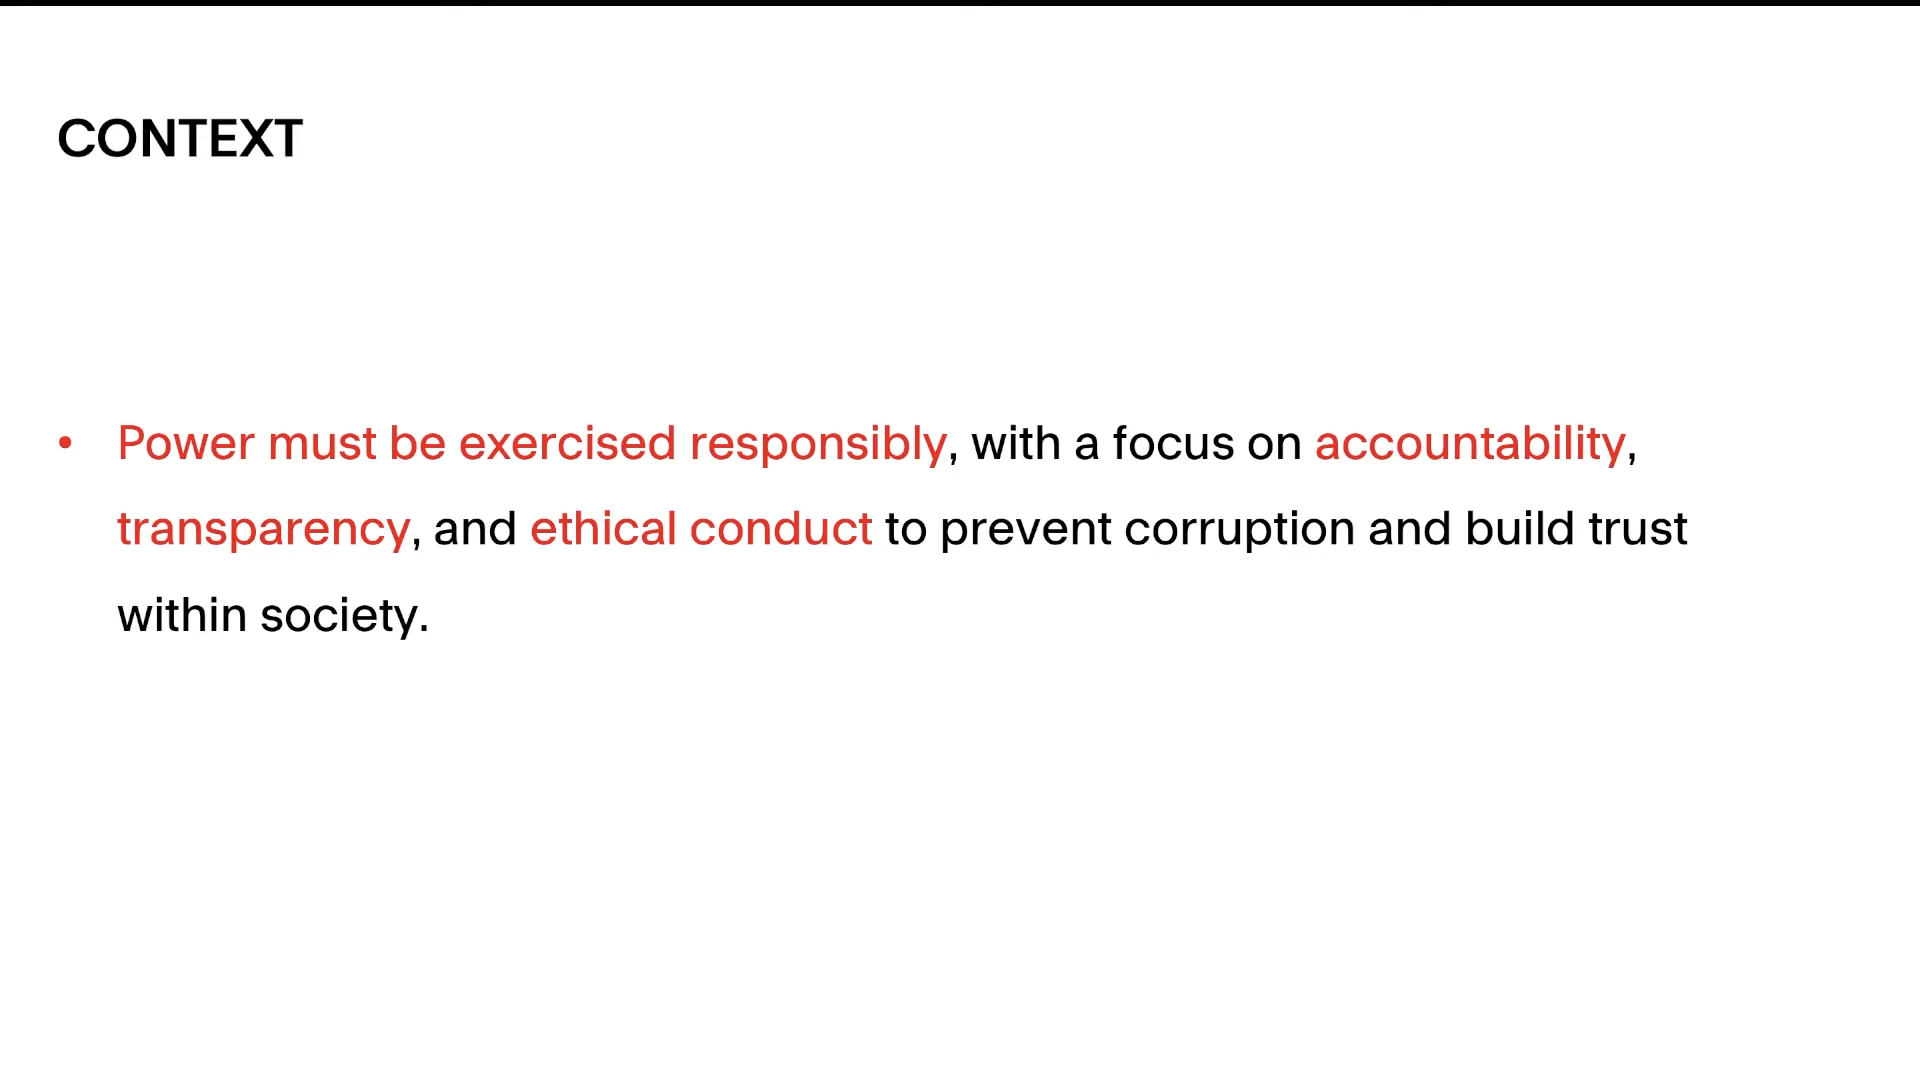 CONTEXT
• Power must be exercised responsibly, with a focus on accountability,
transparency, and ethical conduct to prevent corruption and build trust
within society.